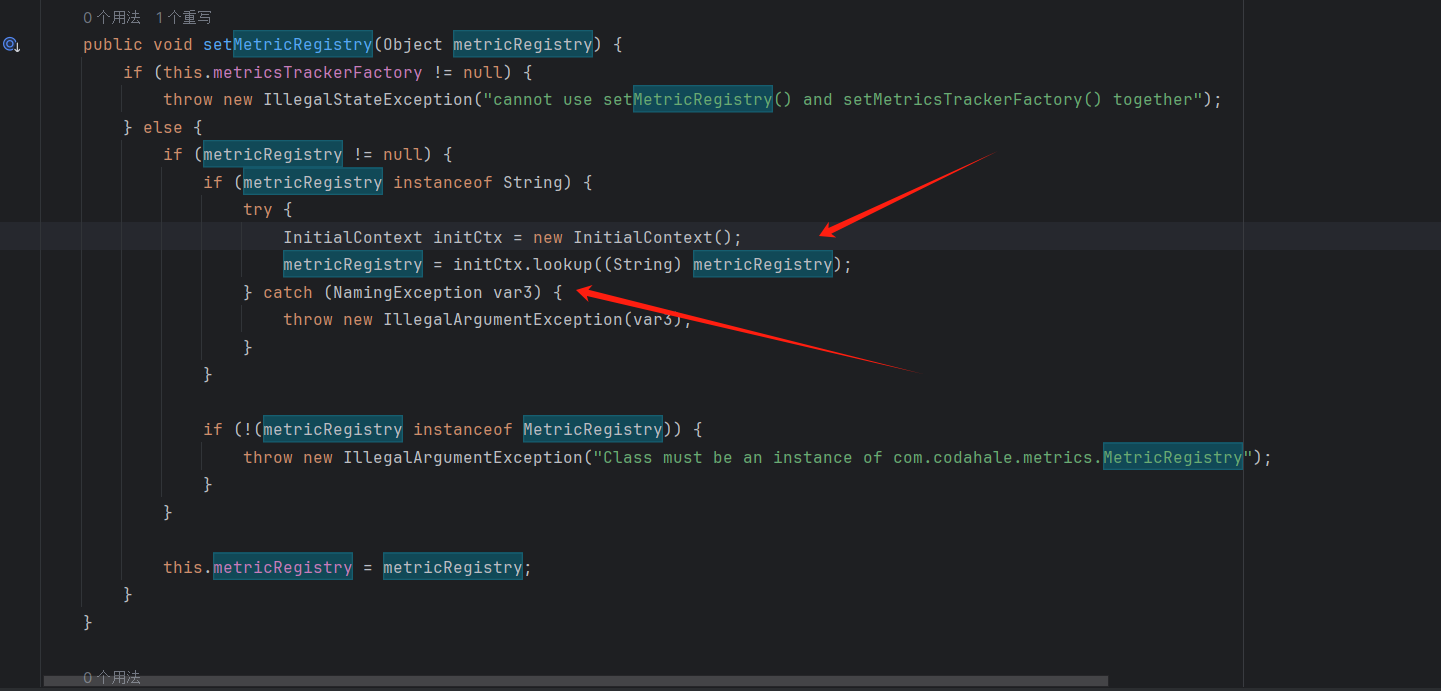 0 个用法 1 个重写
public void setMetricRegistry(Object metricRegistry) {
if (this.metricsTrackerFactory != null) {
throw new IllegalStateException("cannot use setMetricRegistry() and setMetricsTrackerFactory() together");
} else {
if (metricRegistry != null) {
if (metricRegistry instanceof String) {
try {
InitialContext initCtx = new InitialContext();
metricRegistry = initCtx.lookup((String) metricRegistry);
} catch (NamingException var3) {
throw new IllegalArgumentException(var3);
}
}
if (!(metricRegistry instanceof MetricRegistry)) {
throw new IllegalArgumentException("Class must be an instance of com.codahale.metrics.MetricRegistry");
}
}
this.metricRegistry = metricRegistry;
}
}
0 个用法